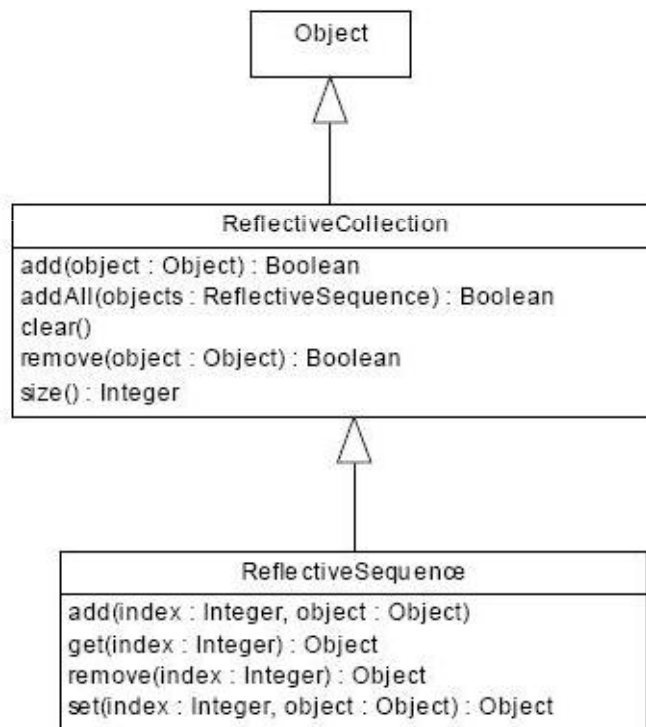 Object
ReflectiveCollection
add(object : Object) : Boolean
addAll(objects : ReflectiveSequence) : Boolean
clear()
remove(object : Object) : Boolean
size() : Integer
ReflectiveSequence
add(index : Integer, object : Object)
get(index : Integer) : Object
remove(index : Integer) : Object
set(index : Integer, object : Object) : Object